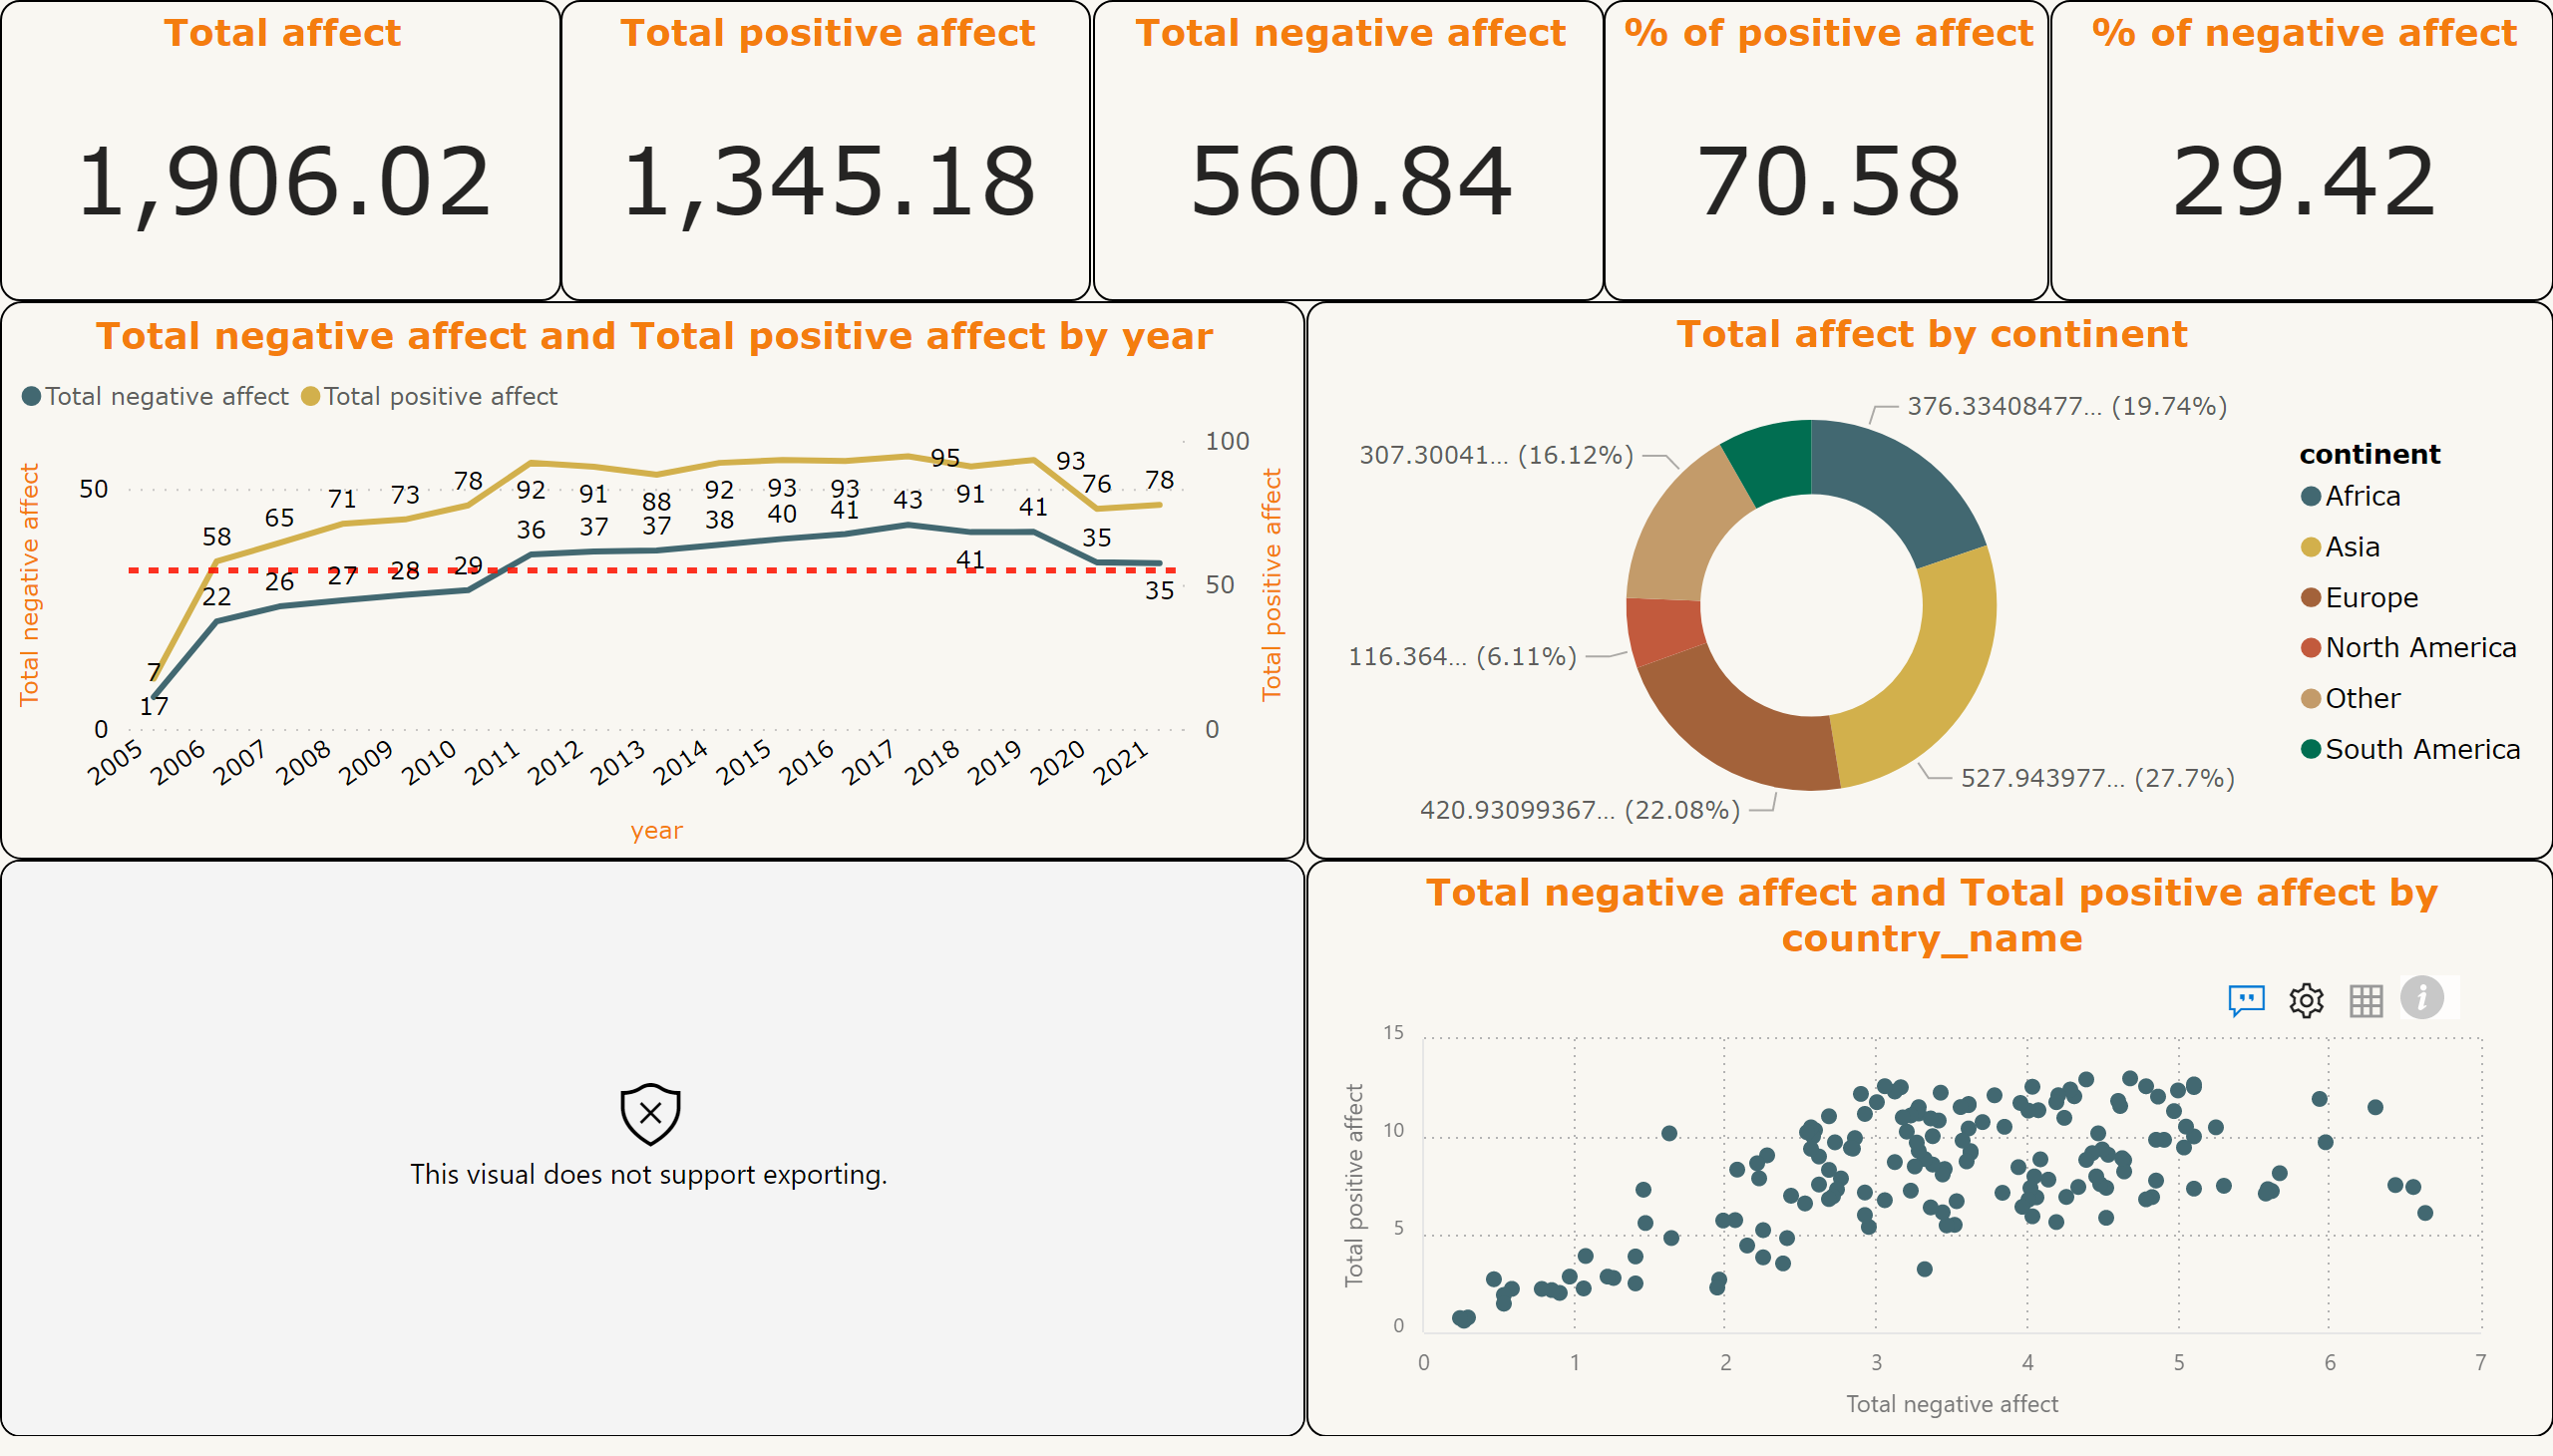 Total affect
1,906.02
Total positive affect
1,345.18
Total negative affect
560.84
% of positive affect
70.58
% of negative affect
29.42
Total negative affect and Total positive affect by year
Total negative affect Total positive affect
Total negative affect
50
0
100
50
0
Total positive affect
7 58 65 71 73 78 92 91 88 92 93 93 95 91 93 76 78
17 22 26 27 28 29 36 37 37 38 40 41 43 41 41 35 35
2005 2006 2007 2008 2009 2010 2011 2012 2013 2014 2015 2016 2017 2018 2019 2020 2021
year
Total affect by continent
376.33408477... (19.74%)
307.30041... (16.12%)
116.364... (6.11%)
527.943977... (27.7%)
420.93099367... (22.08%)
continent
Africa
Asia
Europe
North America
Other
South America
This visual does not support exporting.
Total negative affect and Total positive affect by
country_name
Total positive affect
15
10
5
0
0 1 2 3 4 5 6 7
Total negative affect